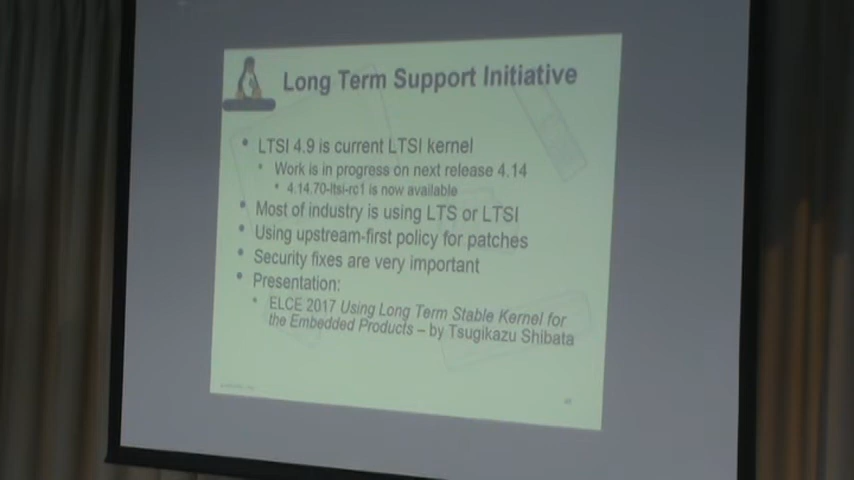 Long Term Support Initiative
• LTSI 4.9 is current LTSI kernel
• Work is in progress on next release 4.14
• 4.14.70-ltsi-rc1 is now available
• Most of industry is using LTS or LTSI
• Using upstream-first policy for patches
• Security fixes are very important
• Presentation:
• ELCE 2017 Using Long Term Stable Kernel for
the Embedded Products – by Tsugikazu Shibata